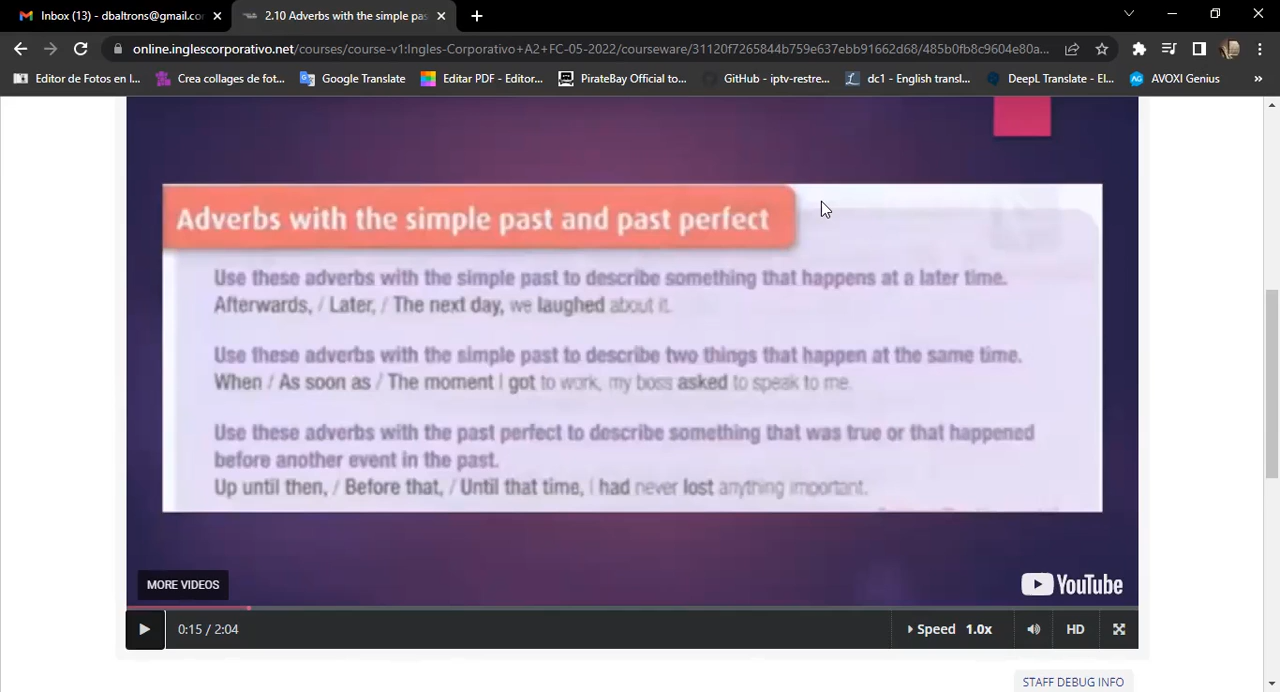 Inbox (13) - dbaltrons@gmail.co
2.10 Adverbs with the simple pas
online.inglescorporativo.net/courses/course-v1:Ingles-Corporativo+A2+FC-05-2022/courseware/31120f7265844b759e637ebb91662d68/485b0fb8c9604e80a...
Editor de Fotos en l...
Crea collages de fot...
Google Translate
Editar PDF - Editor...
PirateBay Official to...
GitHub - iptv-restre...
dc1 - English transl...
DeepL Translate - El...
AVOXI Genius
»
Adverbs with the simple past and past perfect
Use these adverbs with the simple past to describe something that happens at a later time.
Afterwards, / Later, / The next day, we laughed about it.
Use these adverbs with the simple past to describe two things that happen at the same time.
When / As soon as / The moment I got to work, my boss asked to speak to me.
Use these adverbs with the past perfect to describe something that was true or that happened
before another event in the past.
Up until then, / Before that, / Until that time, I had never lost anything important.
MORE VIDEOS
YouTube
0:15 / 2:04
Speed 1.0x
HD
STAFF DEBUG INFO